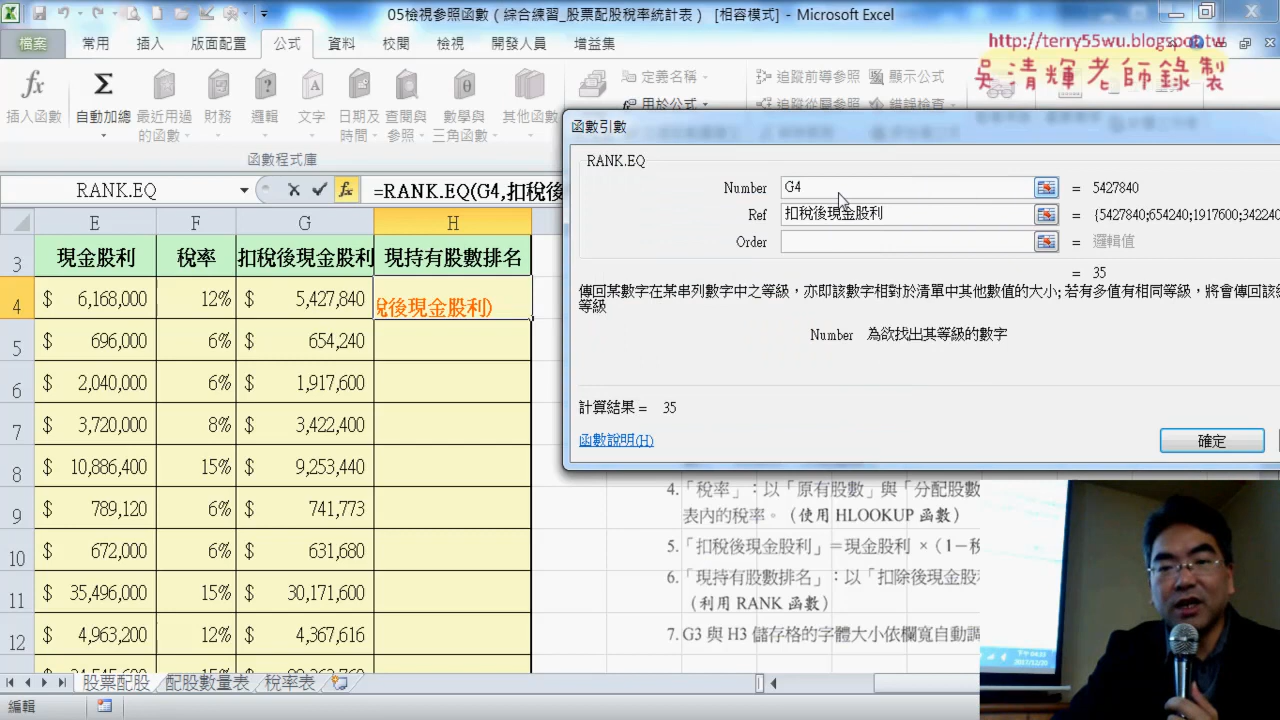 05檢視參照函數（綜合練習_股票配股稅率統計表） [相容模式] - Microsoft Excel
檔案 常用 插入 版面配置 公式 資料 校閱 檢視 開發人員 增益集
http://terry55wu.blogspot.tw
吳清輝老師錄製
插入函數 自動加總 最近用過的函數 財務 邏輯 文字 日期及時間 查閱與參照 數學與三角函數 其他函數
定義名稱 追蹤前導參照 顯示公式
用於公式 追蹤從屬參照 錯誤檢查
函數程式庫
函數引數
RANK.EQ
Number G4 = 5427840
Ref 扣稅後現金股利 = {5427840;654240;1917600;342240
Order = 邏輯值
= 35
傳回某數字在某串列數字中之等級，亦即該數字相對於清單中其他數值的大小; 若有多值有相同等級，將會傳回該
等級
Number 為欲找出其等級的數字
計算結果 = 35
函數說明(H)
確定
RANK.EQ =RANK.EQ(G4,扣稅後
E F G H
3 現金股利 稅率 扣稅後現金股利 現持有股數排名
4 $ 6,168,000 12% $ 5,427,840 稅後現金股利)
5 $ 696,000 6% $ 654,240
6 $ 2,040,000 6% $ 1,917,600
7 $ 3,720,000 8% $ 3,422,400
8 $ 10,886,400 15% $ 9,253,440
9 $ 789,120 6% $ 741,773
10 $ 672,000 6% $ 631,680
11 $ 35,496,000 15% $ 30,171,600
12 $ 4,963,200 12% $ 4,367,616
4.「稅率」：以「原有股數」與「分配股數
表內的稅率。（使用 HLOOKUP 函數）
5.「扣稅後現金股利」＝現金股利 ×（1－稅
6.「現持有股數排名」：以「扣除後現金股
（利用 RANK 函數）
7. G3 與 H3 儲存格的字體大小依欄寬自動調
股票配股 配股數量表 稅率表
編輯